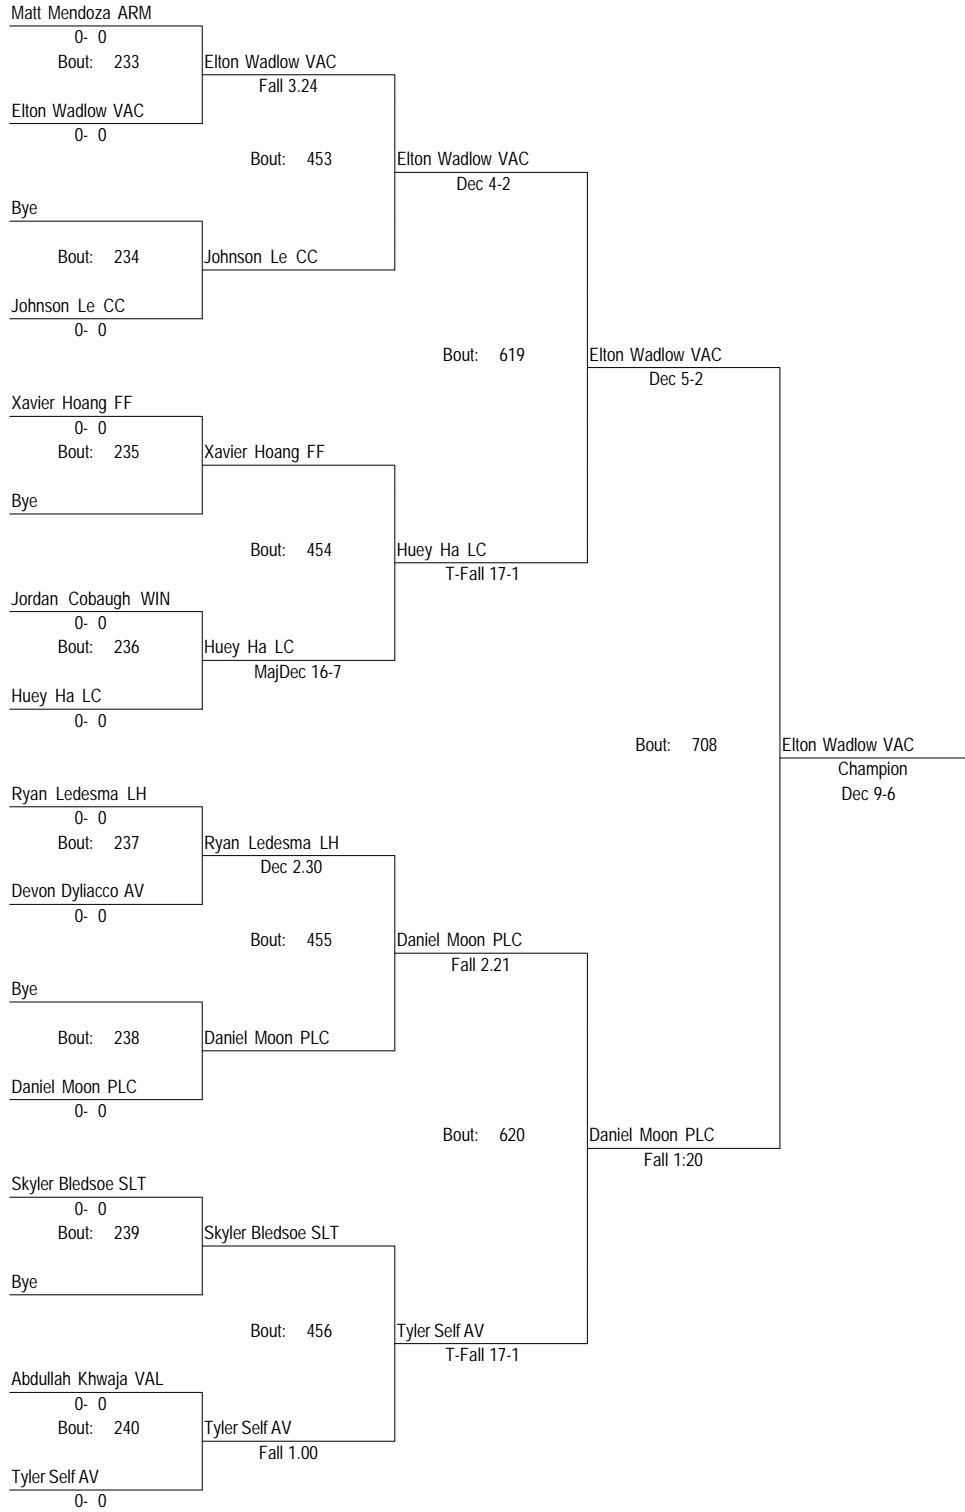 Matt Mendoza ARM
0- 0
Bout: 233
Elton Wadlow VAC
Fall 3.24
Elton Wadlow VAC
0- 0
Bout: 453
Elton Wadlow VAC
Dec 4-2
Bye
Bout: 234
Johnson Le CC
Johnson Le CC
0- 0
Bout: 619
Elton Wadlow VAC
Dec 5-2
Xavier Hoang FF
0- 0
Bout: 235
Xavier Hoang FF
Bye
Bout: 454
Huey Ha LC
T-Fall 17-1
Jordan Cobaugh WIN
0- 0
Bout: 236
Huey Ha LC
MajDec 16-7
Huey Ha LC
0- 0
Bout: 708
Elton Wadlow VAC
Champion
Dec 9-6
Ryan Ledesma LH
0- 0
Bout: 237
Ryan Ledesma LH
Dec 2.30
Devon Dyliacco AV
0- 0
Bout: 455
Daniel Moon PLC
Fall 2.21
Bye
Bout: 238
Daniel Moon PLC
Daniel Moon PLC
0- 0
Bout: 620
Daniel Moon PLC
Fall 1:20
Skyler Bledsoe SLT
0- 0
Bout: 239
Skyler Bledsoe SLT
Bye
Bout: 456
Tyler Self AV
T-Fall 17-1
Abdullah Khwaja VAL
0- 0
Bout: 240
Tyler Self AV
Fall 1.00
Tyler Self AV
0- 0